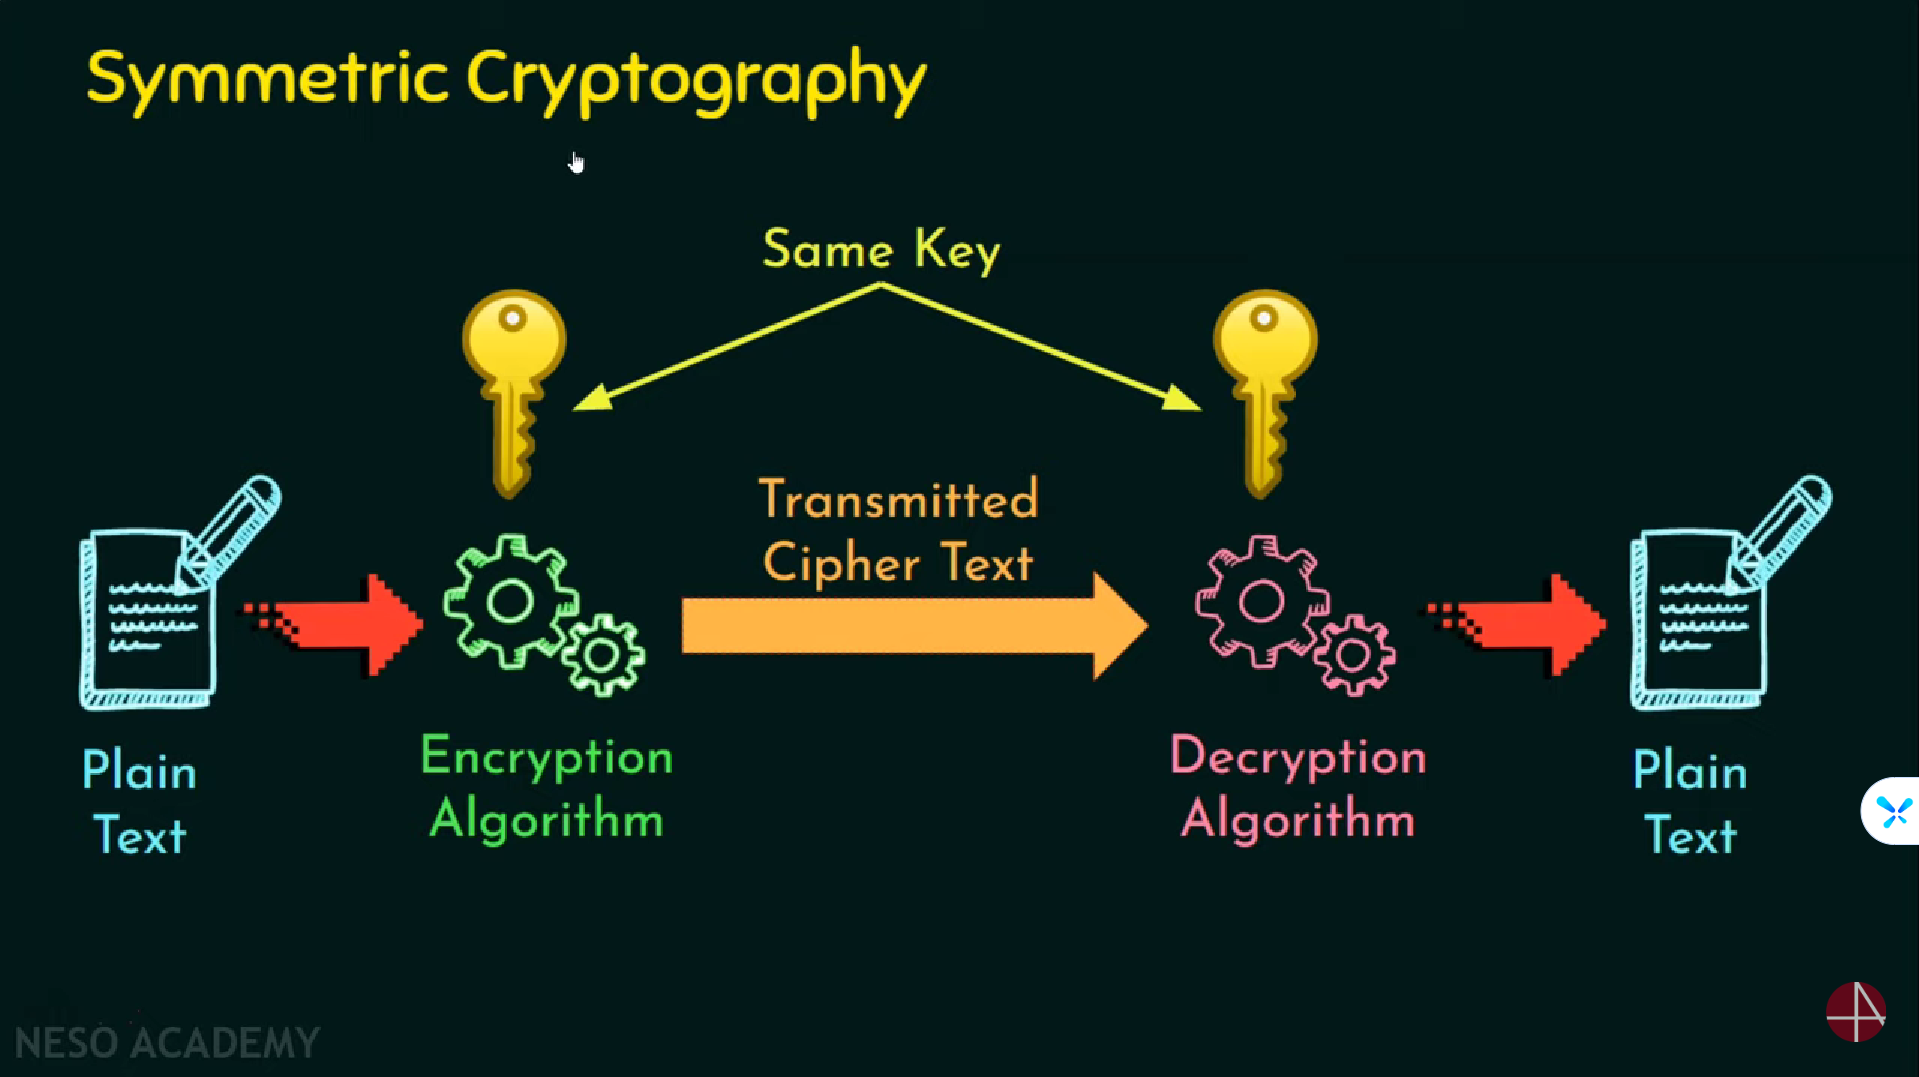 Symmetric Cryptography
Same Key
Transmitted
Cipher Text
Plain
Text
Encryption
Algorithm
Decryption
Algorithm
Plain
Text
NESO ACADEMY